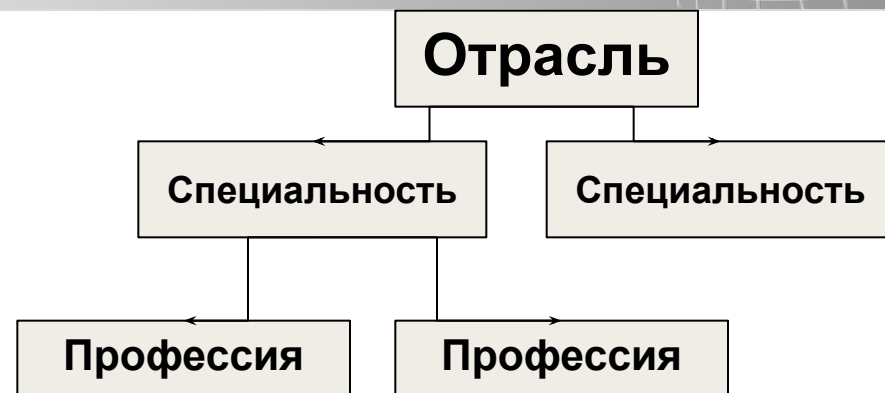 Отрасль
Специальность
Специальность
Профессия
Профессия